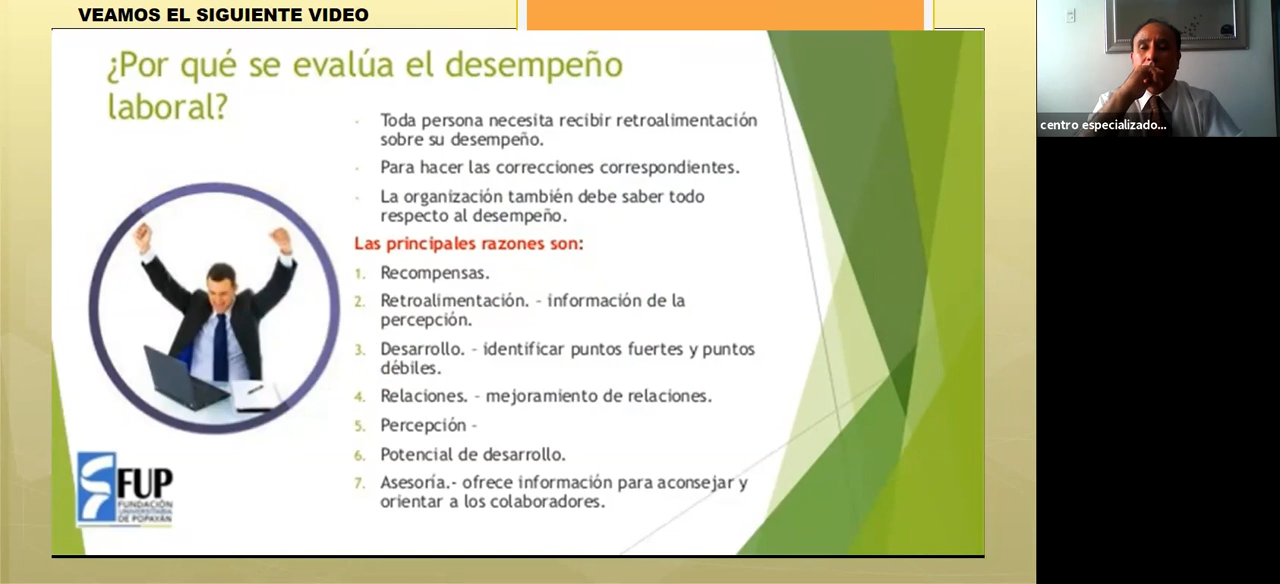 VEAMOS EL SIGUIENTE VIDEO
¿Por qué se evalúa el desempeño
laboral?
Toda persona necesita recibir retroalimentación
sobre su desempeño.
Para hacer las correcciones correspondientes.
La organización también debe saber todo
respecto al desempeño.
Las principales razones son:
1. Recompensas.
2. Retroalimentación. - información de la
percepción.
3. Desarrollo. - identificar puntos fuertes y puntos
débiles.
4. Relaciones. - mejoramiento de relaciones.
5. Percepción -
6. Potencial de desarrollo.
7. Asesoría.- ofrece información para aconsejar y
orientar a los colaboradores.
FUP
FUNDACIÓN
UNIVERSITARIA
DE POPAYÁN
centro especializado...